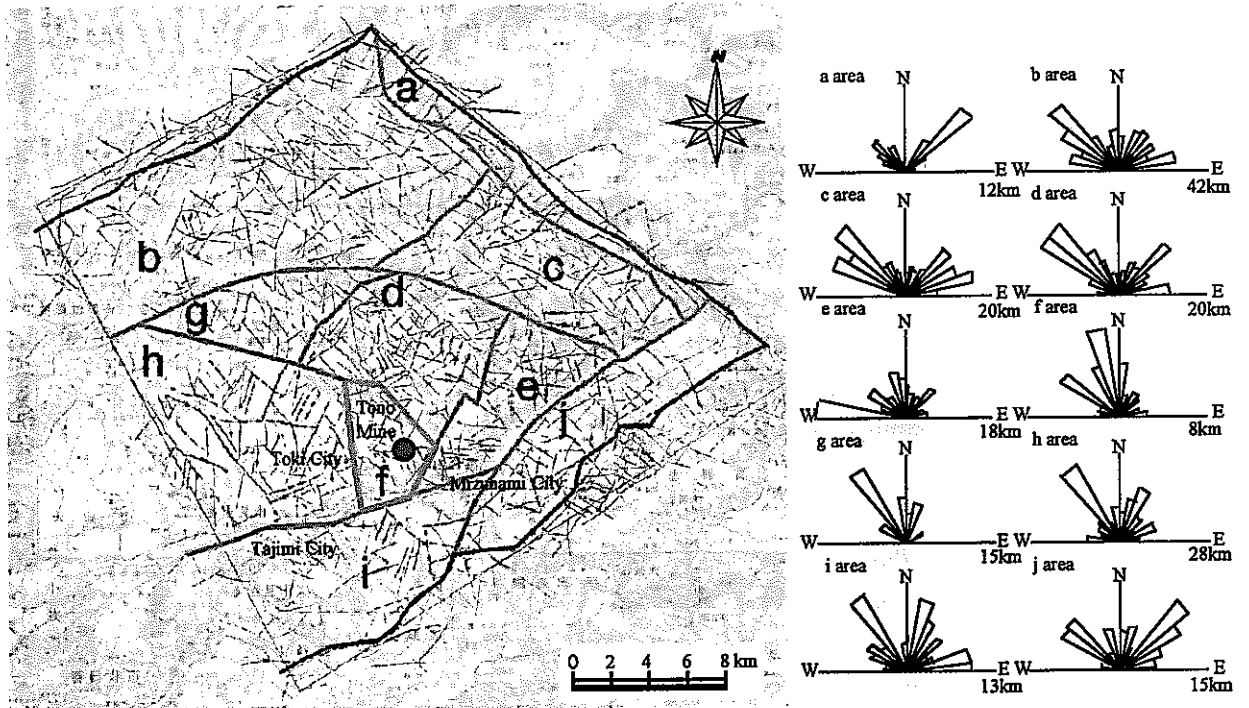 N
a
b
c
d
g
h
e
j
Tono
Mine
Toki City
f
Mizunami City
Tajimi City
i
0 2 4 6 8 km
a area
N
W
E
12km
b area
N
W
E
42km
c area
N
W
E
20km
d area
N
W
E
20km
e area
N
W
E
18km
f area
N
W
E
8km
g area
N
W
E
15km
h area
N
W
E
28km
i area
N
W
E
13km
j area
N
W
E
15km